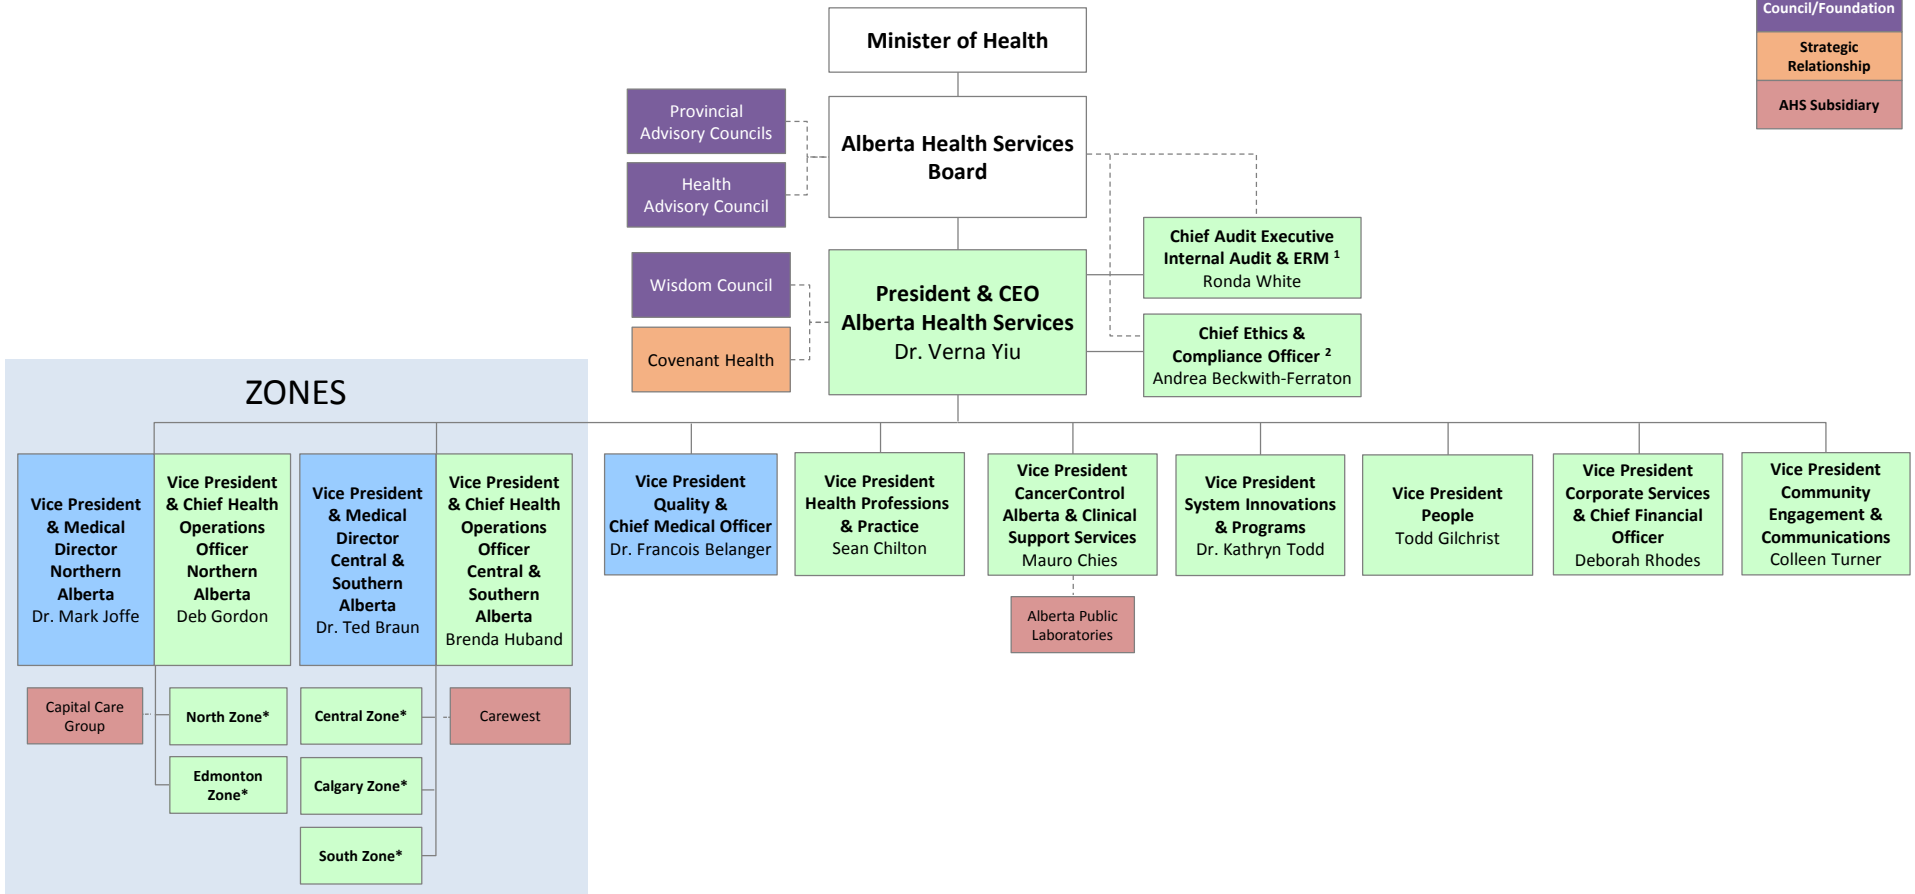 Council/Foundation
Strategic
Relationship
AHS Subsidiary
Minister of Health
Provincial
Advisory Councils
Health
Advisory Council
Alberta Health Services
Board
Wisdom Council
Covenant Health
President & CEO
Alberta Health Services
Dr. Verna Yiu
Chief Audit Executive
Internal Audit & ERM ¹
Ronda White
Chief Ethics &
Compliance Officer ²
Andrea Beckwith-Ferraton
ZONES
Vice President
& Medical
Director
Northern
Alberta
Dr. Mark Joffe
Vice President
& Chief Health
Operations
Officer
Northern
Alberta
Deb Gordon
Vice President
& Medical
Director
Central &
Southern
Alberta
Dr. Ted Braun
Vice President
& Chief Health
Operations
Officer
Central &
Southern
Alberta
Brenda Huband
Vice President
Quality &
Chief Medical Officer
Dr. Francois Belanger
Vice President
Health Professions
& Practice
Sean Chilton
Vice President
CancerControl
Alberta & Clinical
Support Services
Mauro Chies
Vice President
System Innovations
& Programs
Dr. Kathryn Todd
Vice President
People
Todd Gilchrist
Vice President
Corporate Services
& Chief Financial
Officer
Deborah Rhodes
Vice President
Community
Engagement &
Communications
Colleen Turner
Alberta Public
Laboratories
Capital Care
Group
North Zone*
Edmonton
Zone*
Central Zone*
Calgary Zone*
South Zone*
Carewest